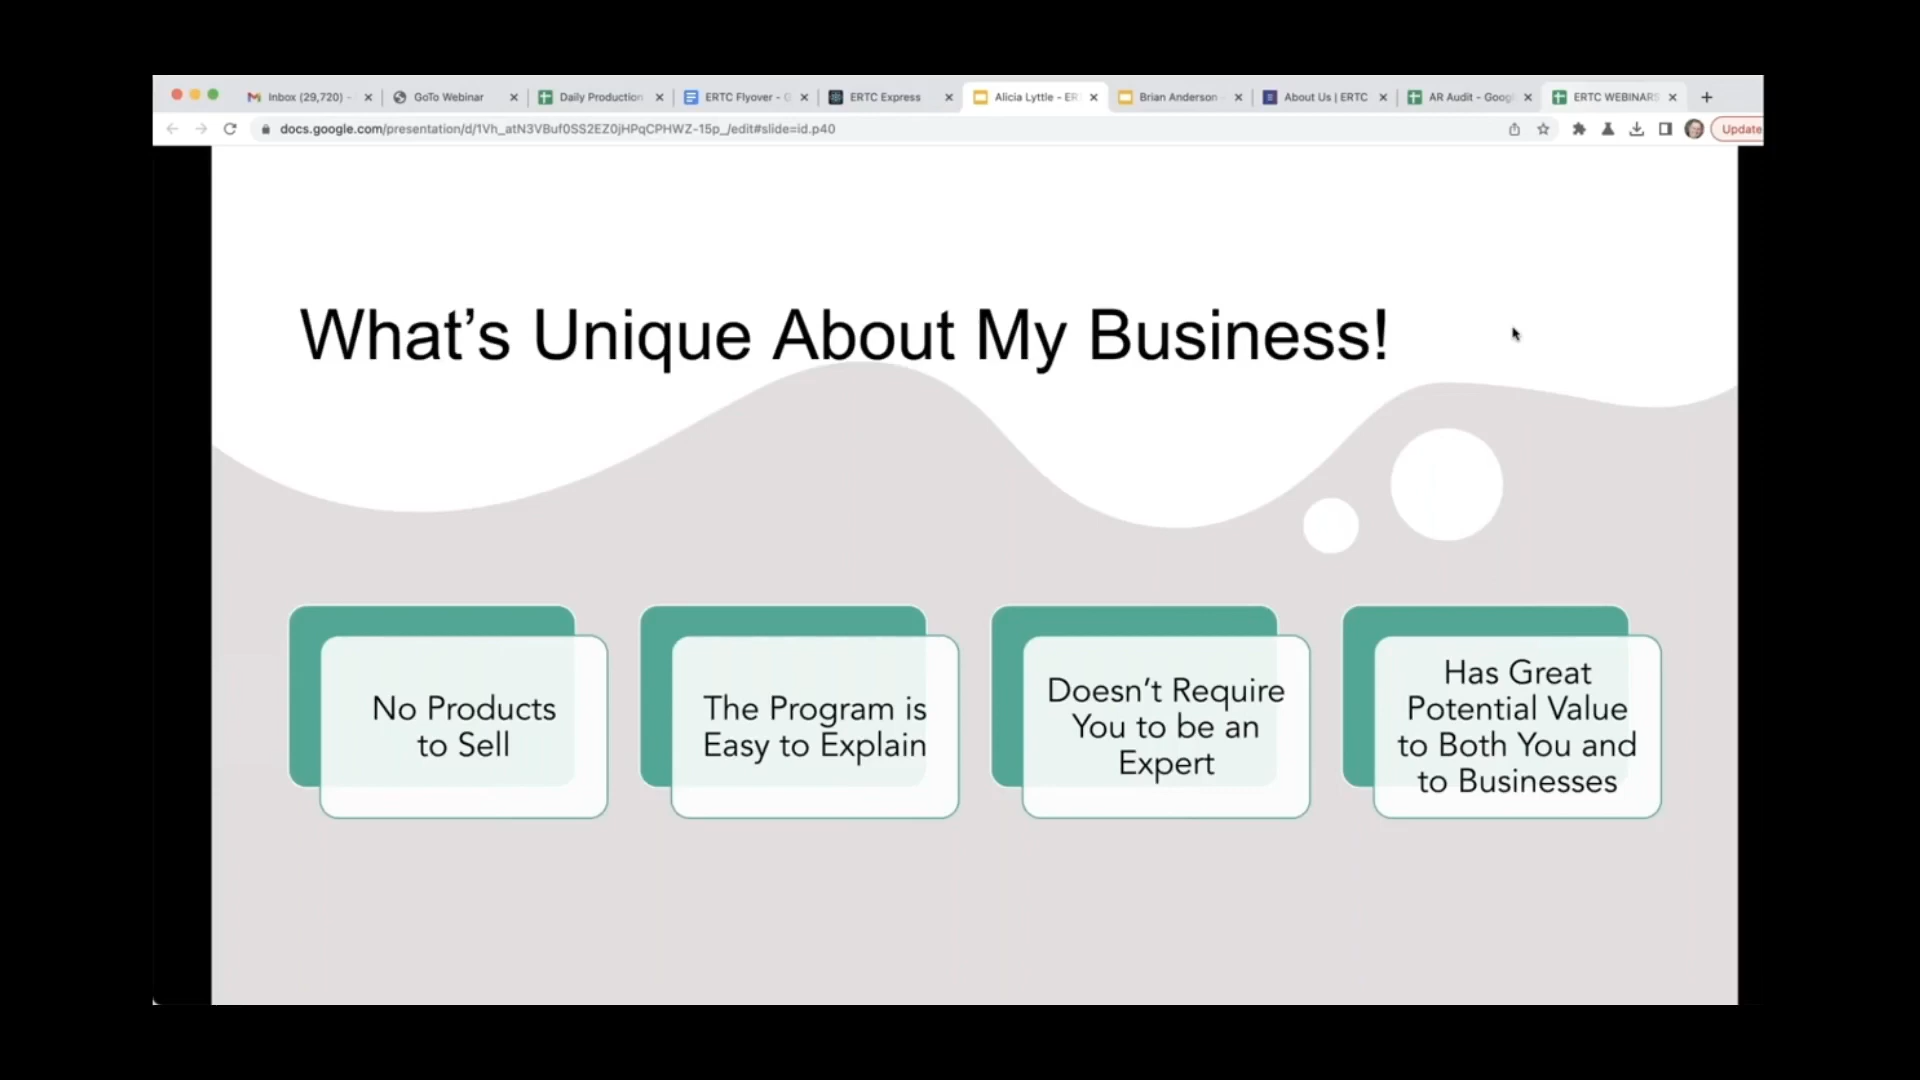 Inbox (29,720) -
GoTo Webinar
Daily Production
ERTC Flyover - G
ERTC Express
Alicia Lyttle - ER
Brian Anderson -
About Us | ERTC
AR Audit - Googl
ERTC WEBINARS
docs.google.com/presentation/d/1Vh_atN3VBuf0SS2EZ0jHPqCPHWZ-15p_/edit#slide=id.p40
Update
What’s Unique About My Business!
No Products
to Sell
The Program is
Easy to Explain
Doesn’t Require
You to be an
Expert
Has Great
Potential Value
to Both You and
to Businesses